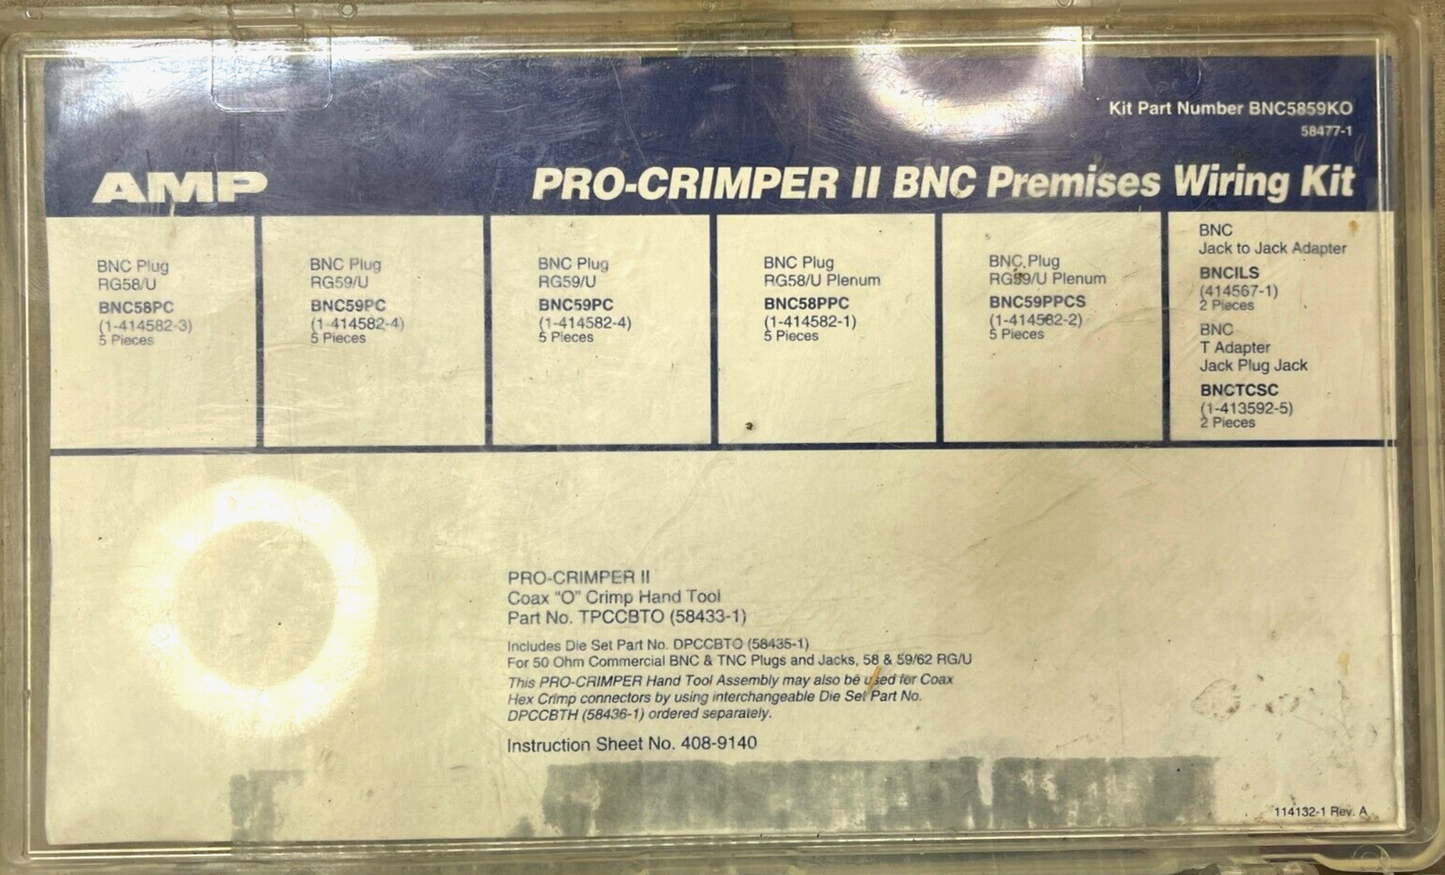 Kit Part Number BNC5859KO
58477-1
AMP
PRO-CRIMPER II BNC Premises Wiring Kit
BNC Plug
RG58/U
BNC58PC
(1-414582-3)
5 Pieces
BNC Plug
RG59/U
BNC59PC
(1-414582-4)
5 Pieces
BNC Plug
RG59/U
BNC59PC
(1-414582-4)
5 Pieces
BNC Plug
RG58/U Plenum
BNC58PPC
(1-414582-1)
5 Pieces
BNC Plug
RG59/U Plenum
BNC59PPCS
(1-414582-2)
5 Pieces
BNC
Jack to Jack Adapter
BNCILS
(414567-1)
2 Pieces
BNC
T Adapter
Jack Plug Jack
BNCTCSC
(1-413592-5)
2 Pieces
PRO-CRIMPER II
Coax "O" Crimp Hand Tool
Part No. TPCCBTO (58433-1)
Includes Die Set Part No. DPCCBTO (58435-1)
For 50 Ohm Commercial BNC & TNC Plugs and Jacks, 58 & 59/62 RG/U
This PRO-CRIMPER Hand Tool Assembly may also be used for Coax
Hex Crimp connectors by using interchangeable Die Set Part No.
DPCCBTH (58436-1) ordered separately.
Instruction Sheet No. 408-9140
114132-1 Rev. A